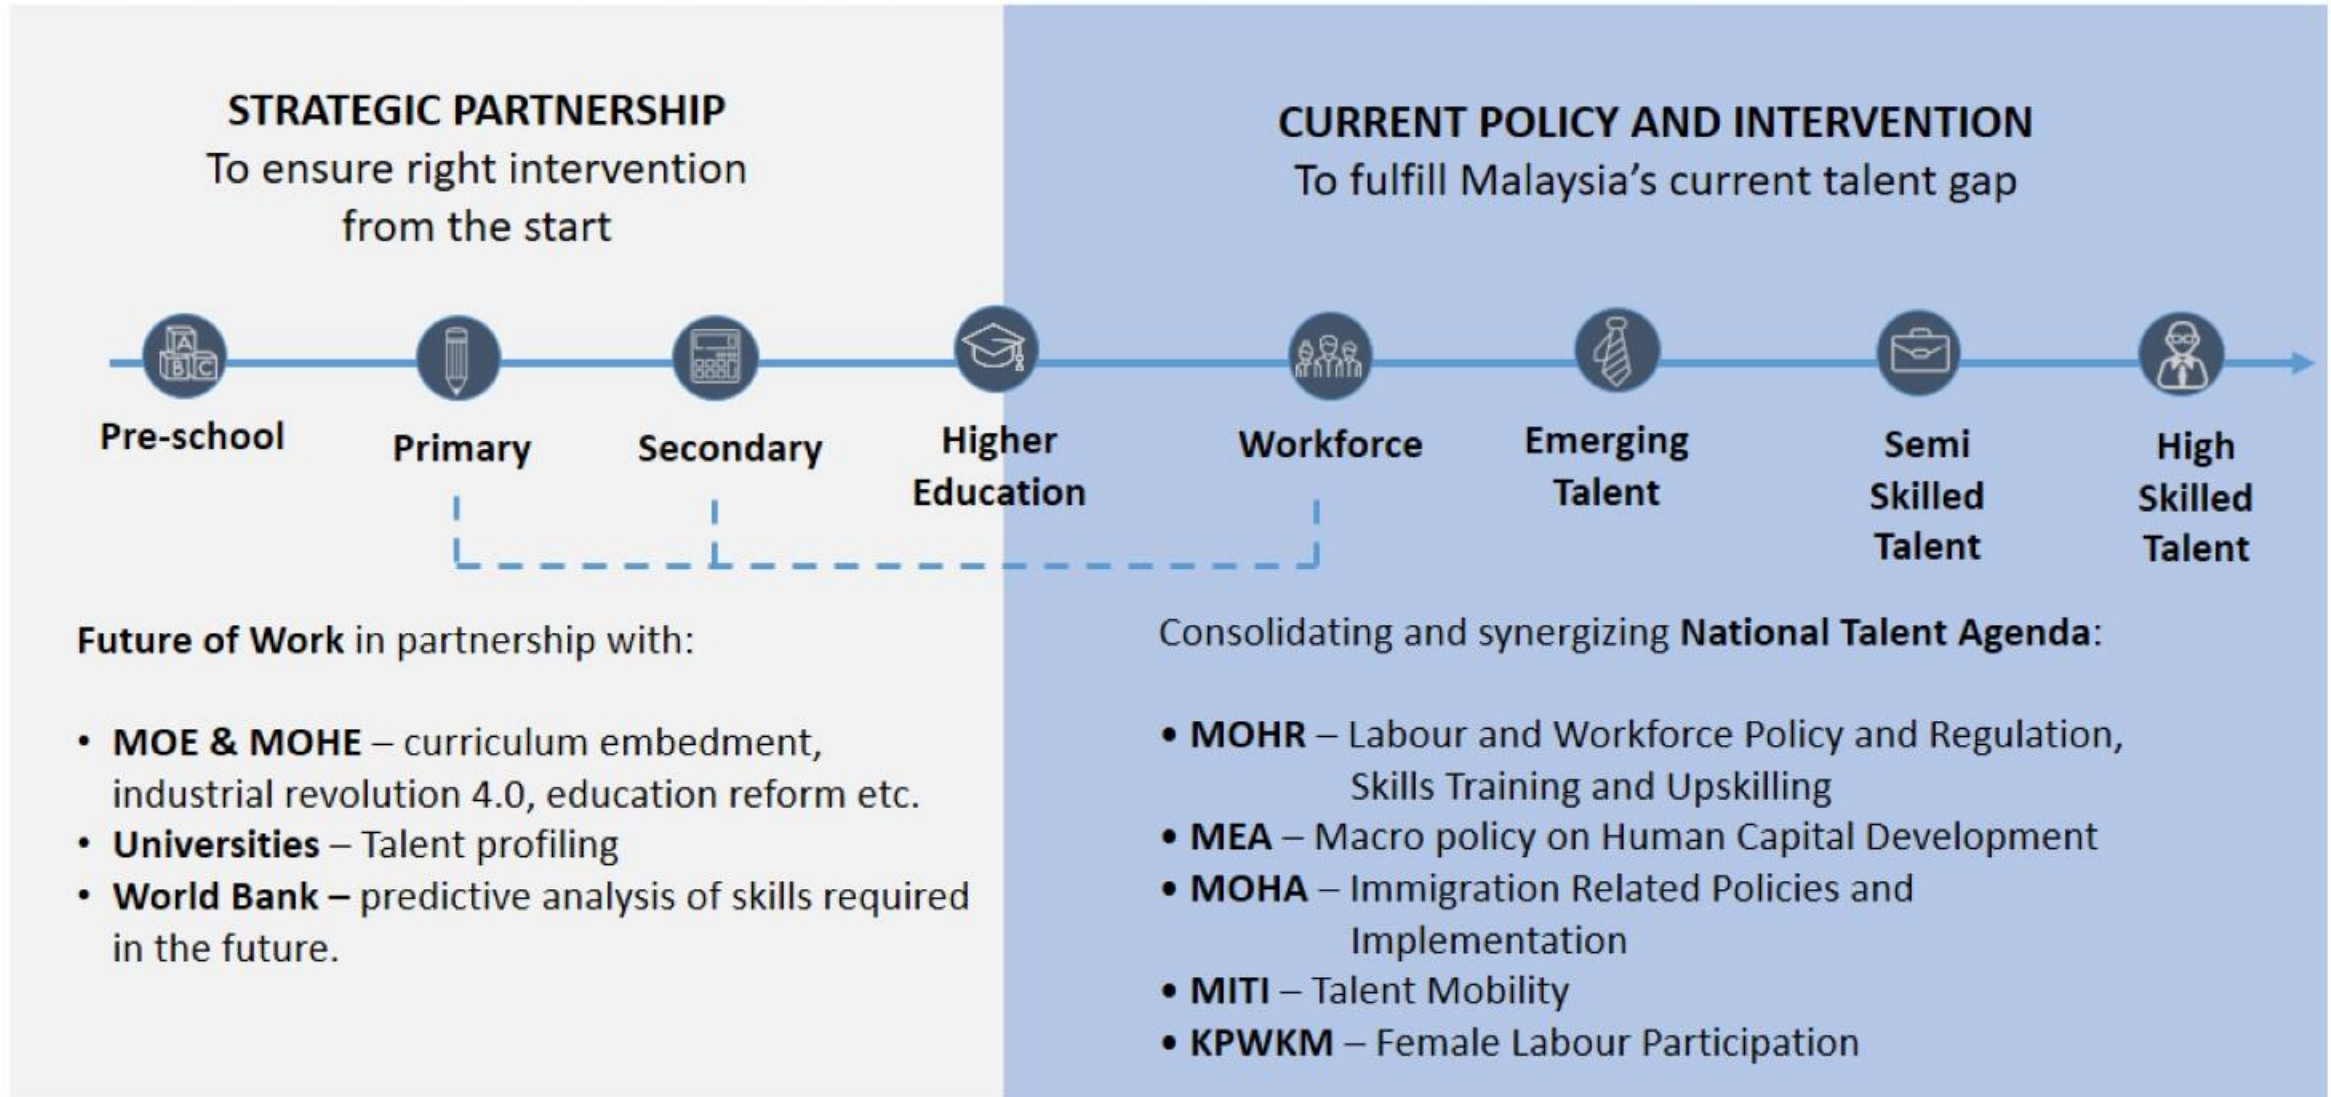 STRATEGIC PARTNERSHIP
To ensure right intervention
from the start
CURRENT POLICY AND INTERVENTION
To fulfill Malaysia's current talent gap
A
B C
Pre-school
Primary
Secondary
Higher
Education
Workforce
Emerging
Talent
Semi
Skilled
Talent
High
Skilled
Talent
Future of Work in partnership with:
• MOE & MOHE – curriculum embedment,
industrial revolution 4.0, education reform etc.
• Universities – Talent profiling
• World Bank – predictive analysis of skills required
in the future.
Consolidating and synergizing National Talent Agenda:
• MOHR – Labour and Workforce Policy and Regulation,
Skills Training and Upskilling
• MEA – Macro policy on Human Capital Development
• MOHA – Immigration Related Policies and
Implementation
• MITI – Talent Mobility
• KPWKM – Female Labour Participation